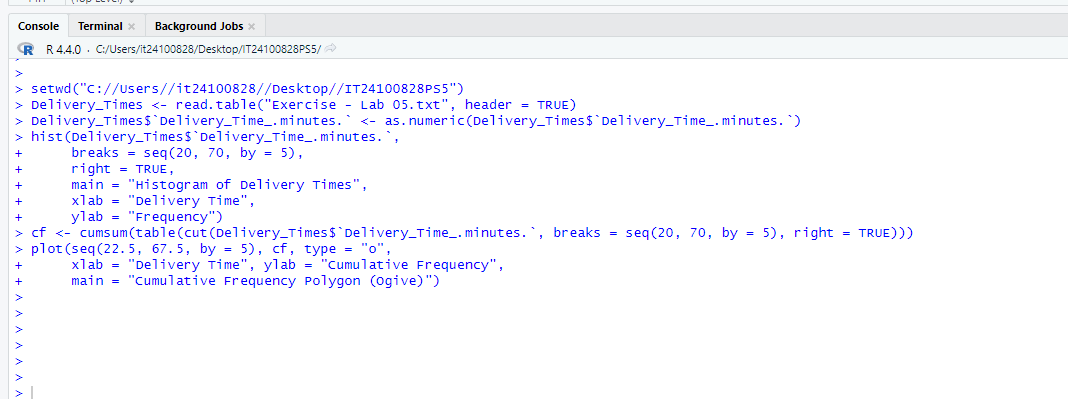 (Top Level)
Console Terminal Background Jobs
R 4.4.0 · C:/Users/it24100828/Desktop/IT24100828PS5/
>
>
> setwd("C://Users//it24100828//Desktop//IT24100828PS5")
> Delivery_Times <- read.table("Exercise - Lab 05.txt", header = TRUE)
> Delivery_Times$`Delivery_Time_.minutes.` <- as.numeric(Delivery_Times$`Delivery_Time_.minutes.`)
> hist(Delivery_Times$`Delivery_Time_.minutes.`,
+      breaks = seq(20, 70, by = 5),
+      right = TRUE,
+      main = "Histogram of Delivery Times",
+      xlab = "Delivery Time",
+      ylab = "Frequency")
> cf <- cumsum(table(cut(Delivery_Times$`Delivery_Time_.minutes.`, breaks = seq(20, 70, by = 5), right = TRUE)))
> plot(seq(22.5, 67.5, by = 5), cf, type = "o",
+      xlab = "Delivery Time", ylab = "Cumulative Frequency",
+      main = "Cumulative Frequency Polygon (Ogive)")
>
>
>
>
>
>
>